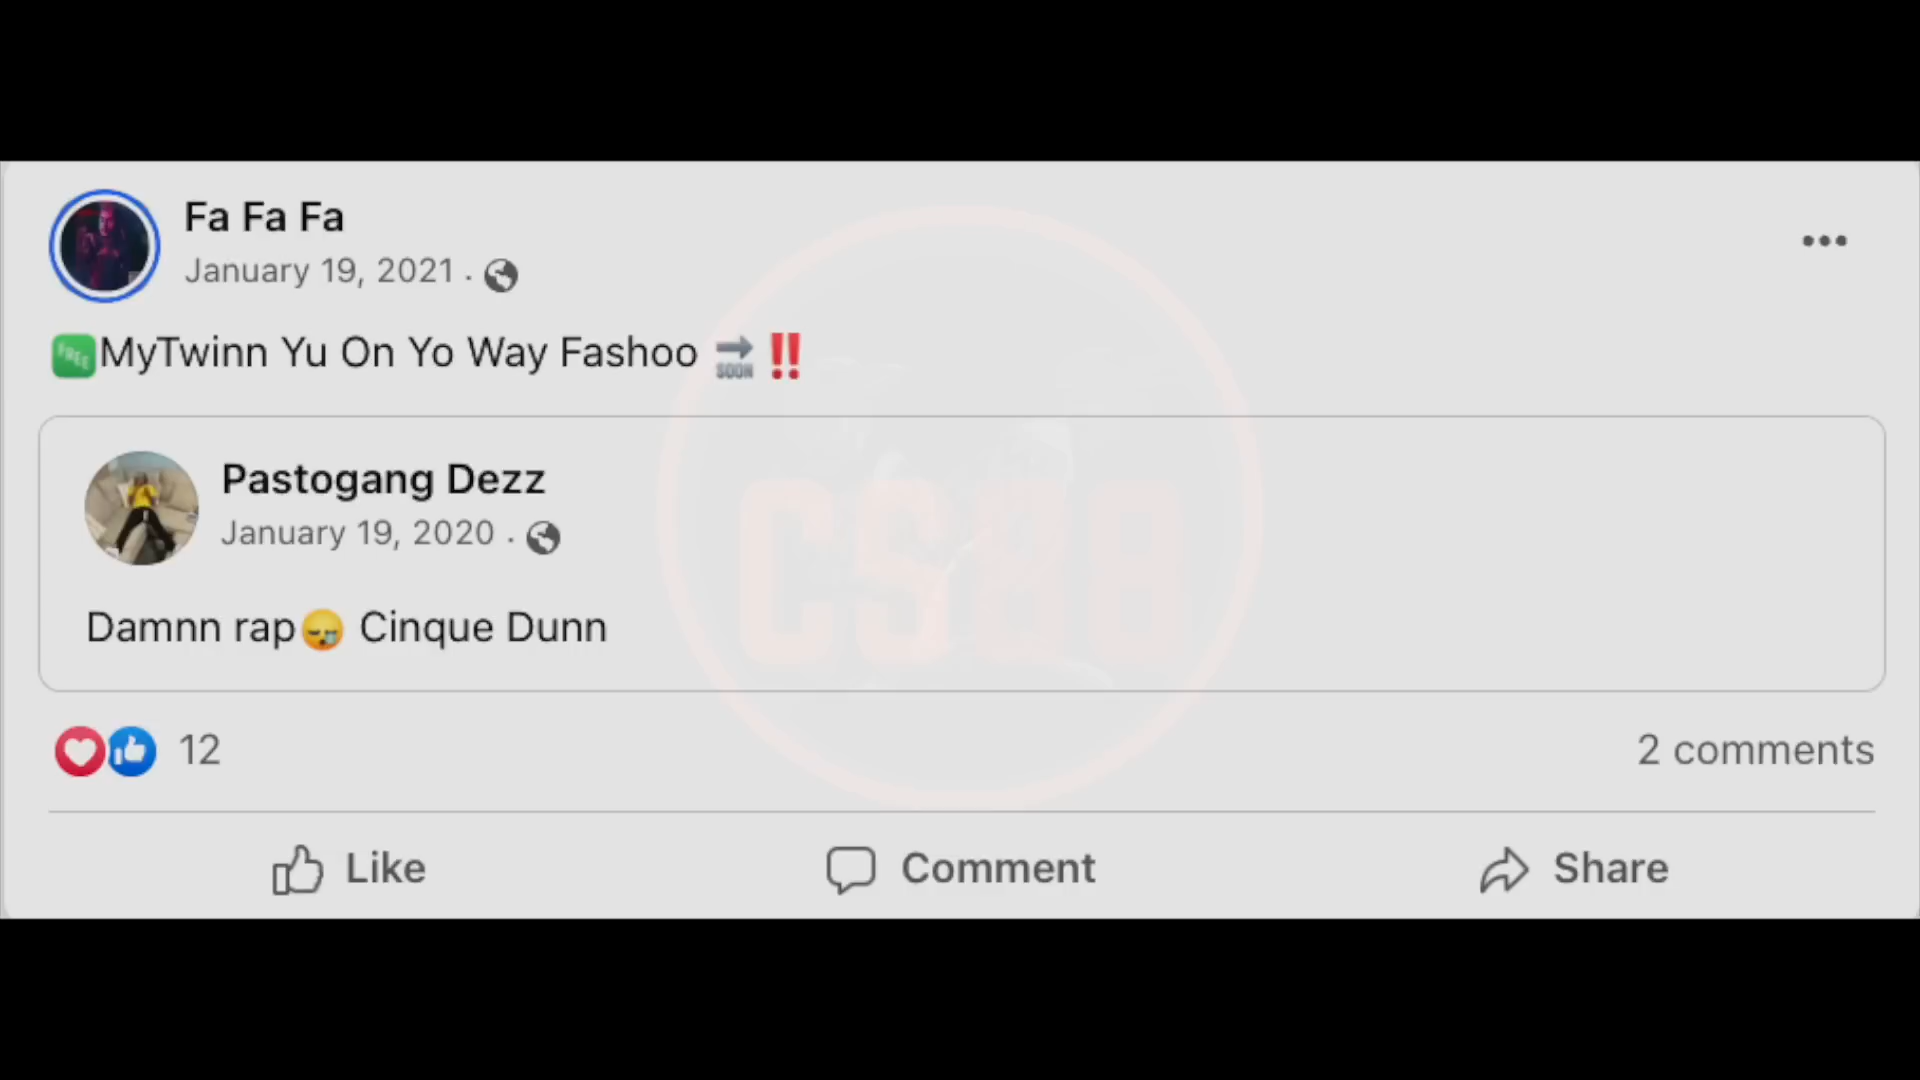 Fa Fa Fa
January 19, 2021 ·
🆓MyTwinn Yu On Yo Way Fashoo 🔜‼️
Pastogang Dezz
January 19, 2020 ·
Damnn rap😪 Cinque Dunn
12
2 comments
Like
Comment
Share
CS88